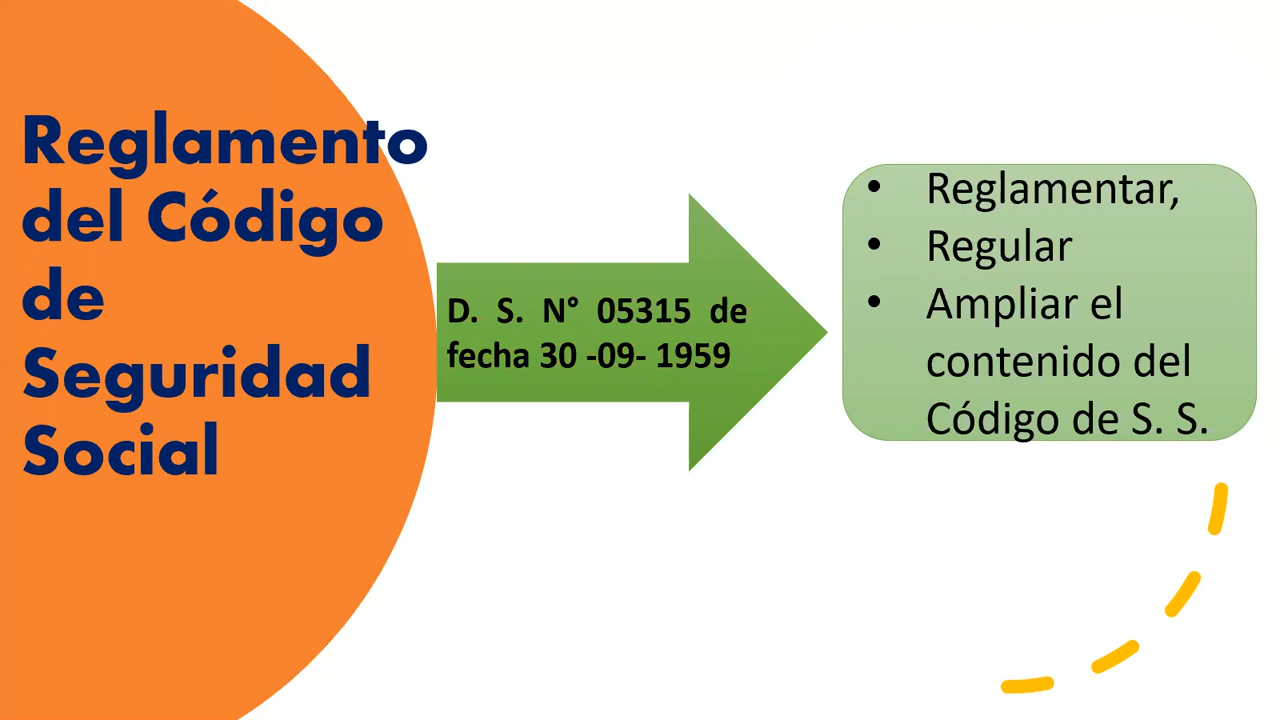 Reglamento
del Código
de
Seguridad
Social
D. S. N° 05315 de
fecha 30 -09- 1959
• Reglamentar,
• Regular
• Ampliar el
contenido del
Código de S. S.